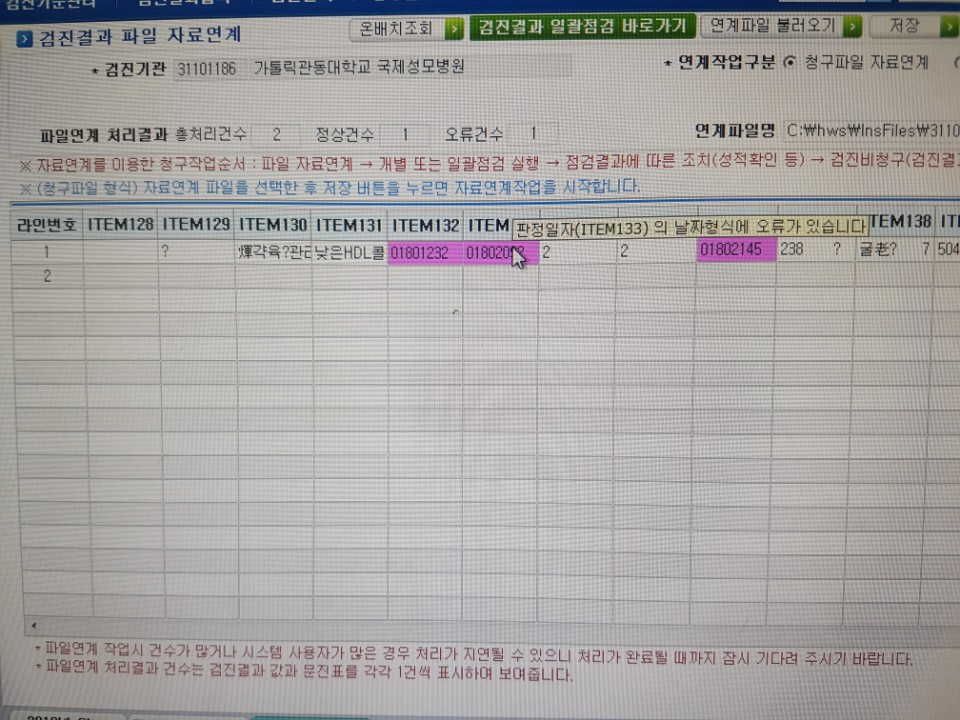 검진결과 파일 자료연계
온배치조회 검진결과 일괄점검 바로가기 연계파일 불러오기 저장
* 검진기관 31101186 가톨릭관동대학교 국제성모병원 * 연계작업구분 청구파일 자료연계
파일연계 처리결과 총처리건수 2 정상건수 1 오류건수 1 연계파일명 C:₩hws₩InsFiles₩3110
※ 자료연계를 이용한 청구작업순서 : 파일 자료연계 → 개별 또는 일괄점검 실행 → 점검결과에 따른 조치(성적확인 등) → 검진비청구(검진결과
※ (청구파일 형식) 자료연계 파일을 선택한 후 저장 버튼을 누르면 자료연계작업을 시작합니다.
라인번호 ITEM128 ITEM129 ITEM130 ITEM131 ITEM132 ITEM 판정일자(ITEM133) 의 날짜형식에 오류가 있습니다 ITEM138
1 ? 낮은HDL콜 01801232 2 2 01802145 238 ? 굴老? 7 504
2
* 파일연계 작업시 건수가 많거나 시스템 사용자가 많은 경우 처리가 지연될 수 있으니 처리가 완료될 때까지 잠시 기다려 주시기 바랍니다.
* 파일연계 처리결과 건수는 검진결과 값과 문진표를 각각 1건씩 표시하여 보여줍니다.